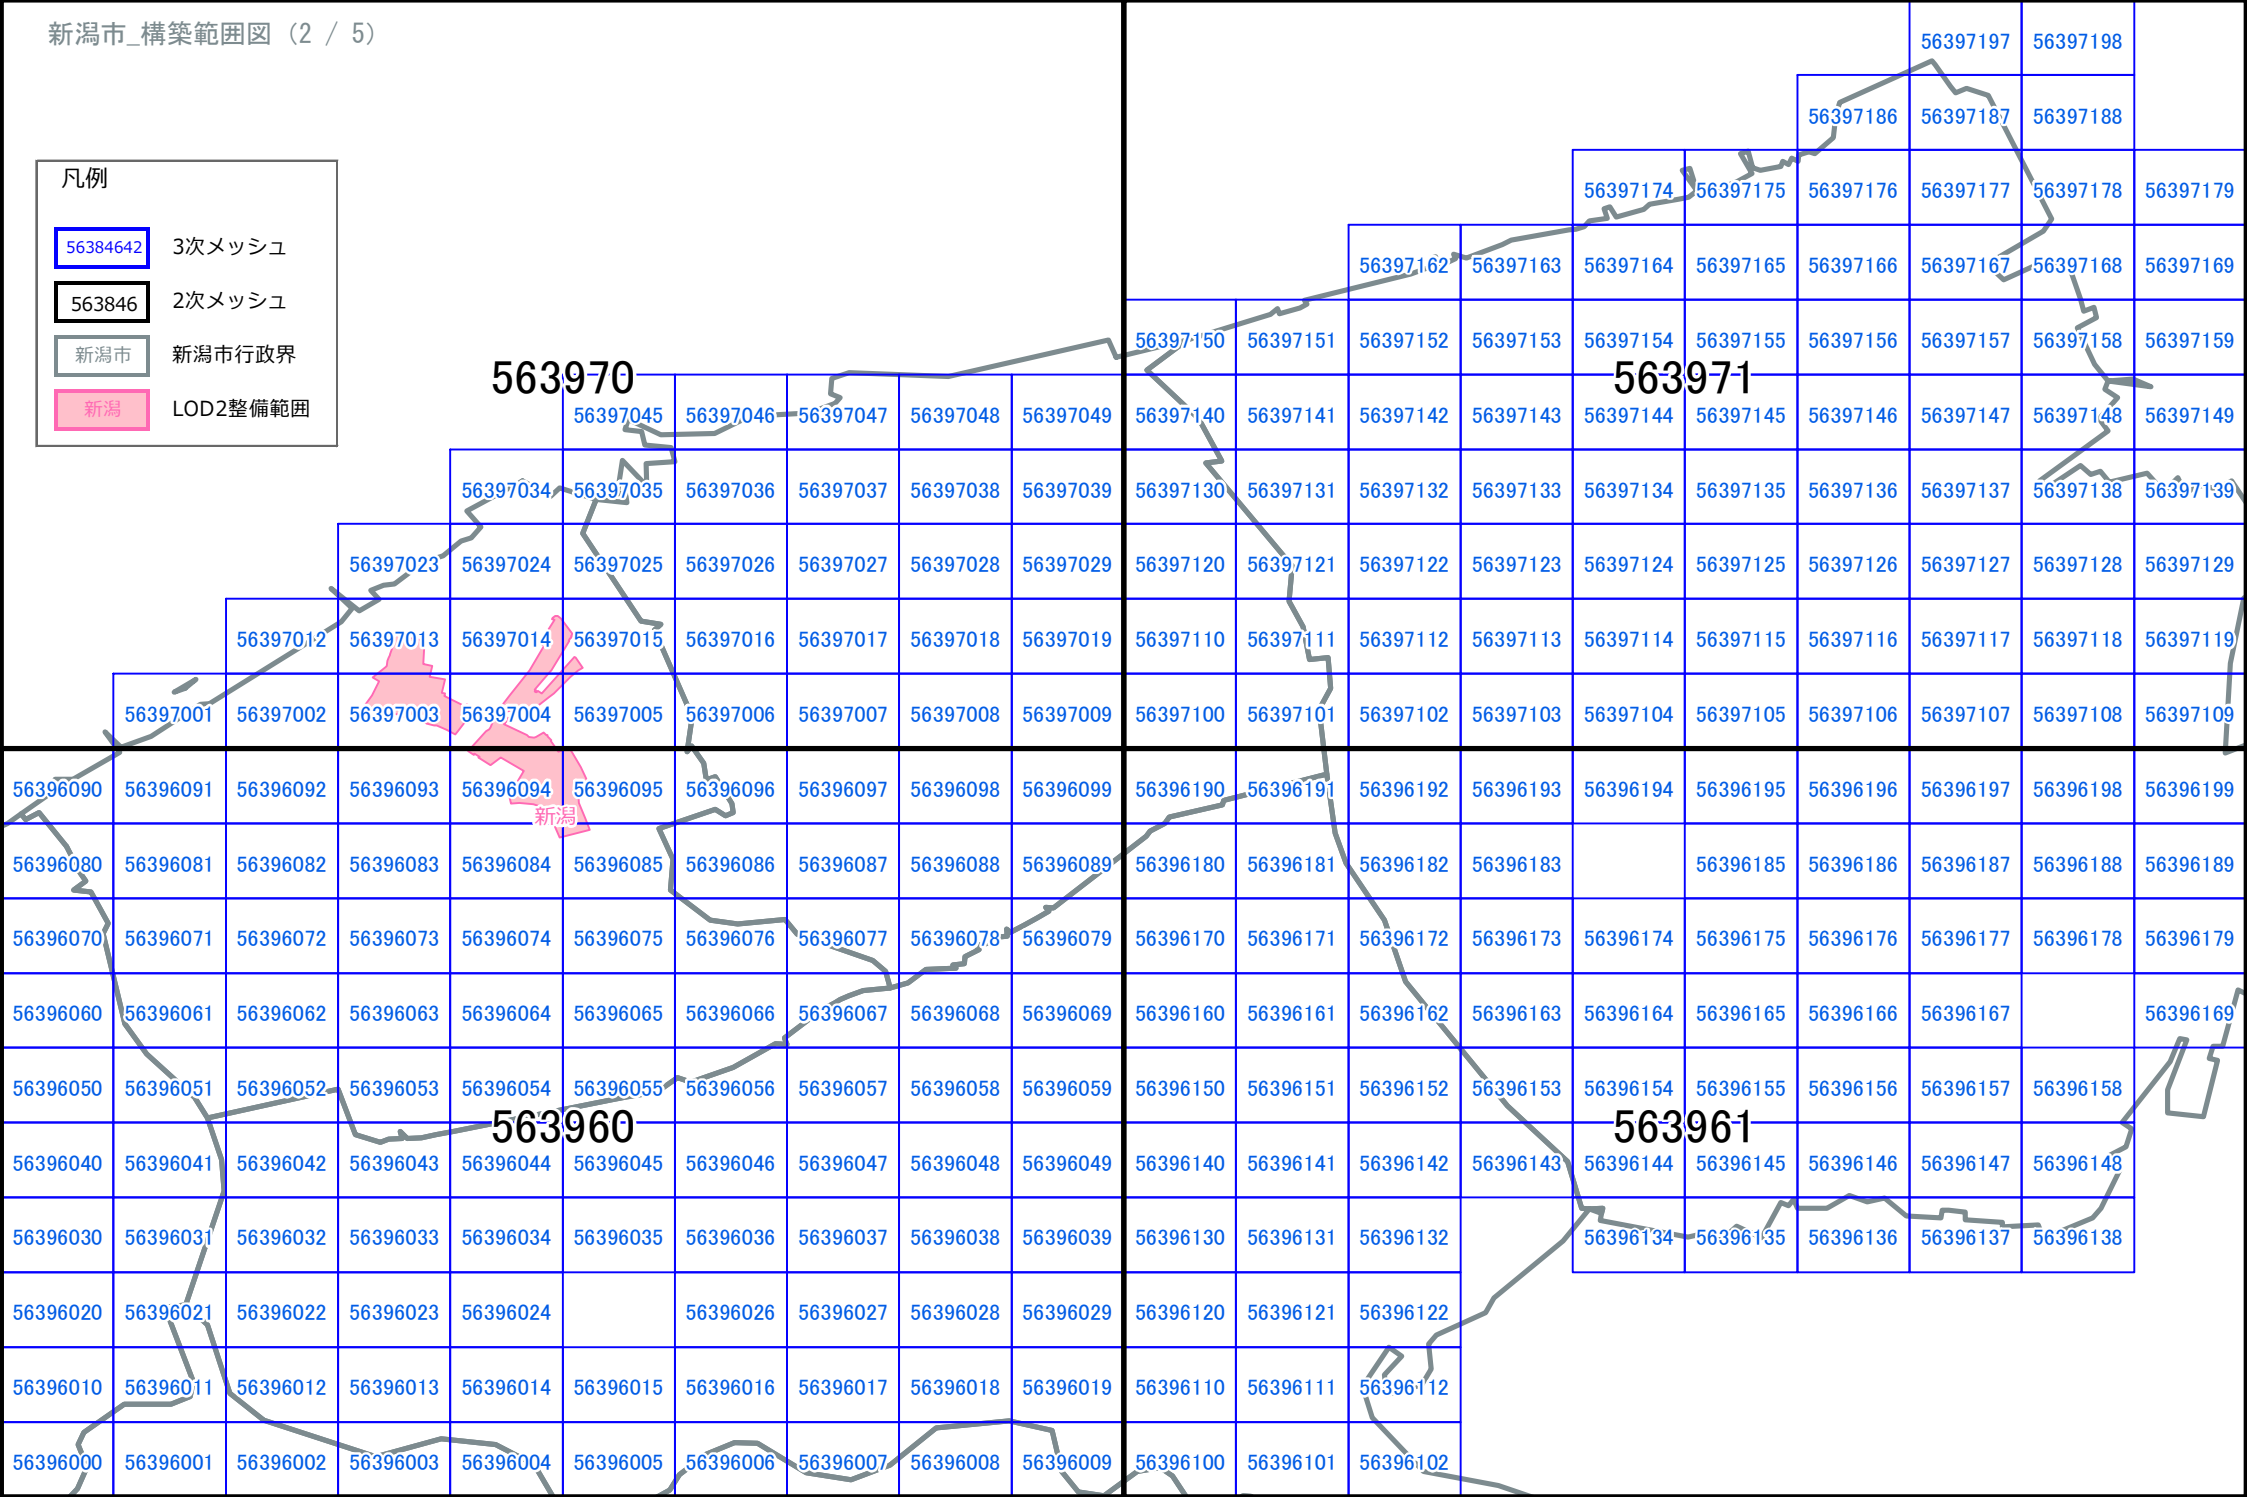 新潟市_構築範囲図（2 / 5）
56397197 56397198
56397186 56397187 56397188
凡例
56397174 56397175 56397176 56397177 56397178 56397179
56384642 3次メッシュ
56397162 56397163 56397164 56397165 56397166 56397167 56397168 56397169
563846 2次メッシュ
56397150 56397151 56397152 56397153 56397154 56397155 56397156 56397157 56397158 56397159
新潟市 新潟市行政界
563970 563971
新潟 LOD2整備範囲
56397045 56397046 56397047 56397048 56397049 56397140 56397141 56397142 56397143 56397144 56397145 56397146 56397147 56397148 56397149
56397034 56397035 56397036 56397037 56397038 56397039 56397130 56397131 56397132 56397133 56397134 56397135 56397136 56397137 56397138 56397139
56397023 56397024 56397025 56397026 56397027 56397028 56397029 56397120 56397121 56397122 56397123 56397124 56397125 56397126 56397127 56397128 56397129
56397012 56397013 56397014 56397015 56397016 56397017 56397018 56397019 56397110 56397111 56397112 56397113 56397114 56397115 56397116 56397117 56397118 56397119
56397001 56397002 56397003 56397004 56397005 56397006 56397007 56397008 56397009 56397100 56397101 56397102 56397103 56397104 56397105 56397106 56397107 56397108 56397109
56396090 56396091 56396092 56396093 56396094 56396095 56396096 56396097 56396098 56396099 56396190 56396191 56396192 56396193 56396194 56396195 56396196 56396197 56396198 56396199
新潟
56396080 56396081 56396082 56396083 56396084 56396085 56396086 56396087 56396088 56396089 56396180 56396181 56396182 56396183 56396185 56396186 56396187 56396188 56396189
56396070 56396071 56396072 56396073 56396074 56396075 56396076 56396077 56396078 56396079 56396170 56396171 56396172 56396173 56396174 56396175 56396176 56396177 56396178 56396179
56396060 56396061 56396062 56396063 56396064 56396065 56396066 56396067 56396068 56396069 56396160 56396161 56396162 56396163 56396164 56396165 56396166 56396167 56396169
56396050 56396051 56396052 56396053 56396054 56396055 56396056 56396057 56396058 56396059 56396150 56396151 56396152 56396153 56396154 56396155 56396156 56396157 56396158
563960 563961
56396040 56396041 56396042 56396043 56396044 56396045 56396046 56396047 56396048 56396049 56396140 56396141 56396142 56396143 56396144 56396145 56396146 56396147 56396148
56396030 56396031 56396032 56396033 56396034 56396035 56396036 56396037 56396038 56396039 56396130 56396131 56396132 56396134 56396135 56396136 56396137 56396138
56396020 56396021 56396022 56396023 56396024 56396026 56396027 56396028 56396029 56396120 56396121 56396122
56396010 56396011 56396012 56396013 56396014 56396015 56396016 56396017 56396018 56396019 56396110 56396111 56396112
56396000 56396001 56396002 56396003 56396004 56396005 56396006 56396007 56396008 56396009 56396100 56396101 56396102